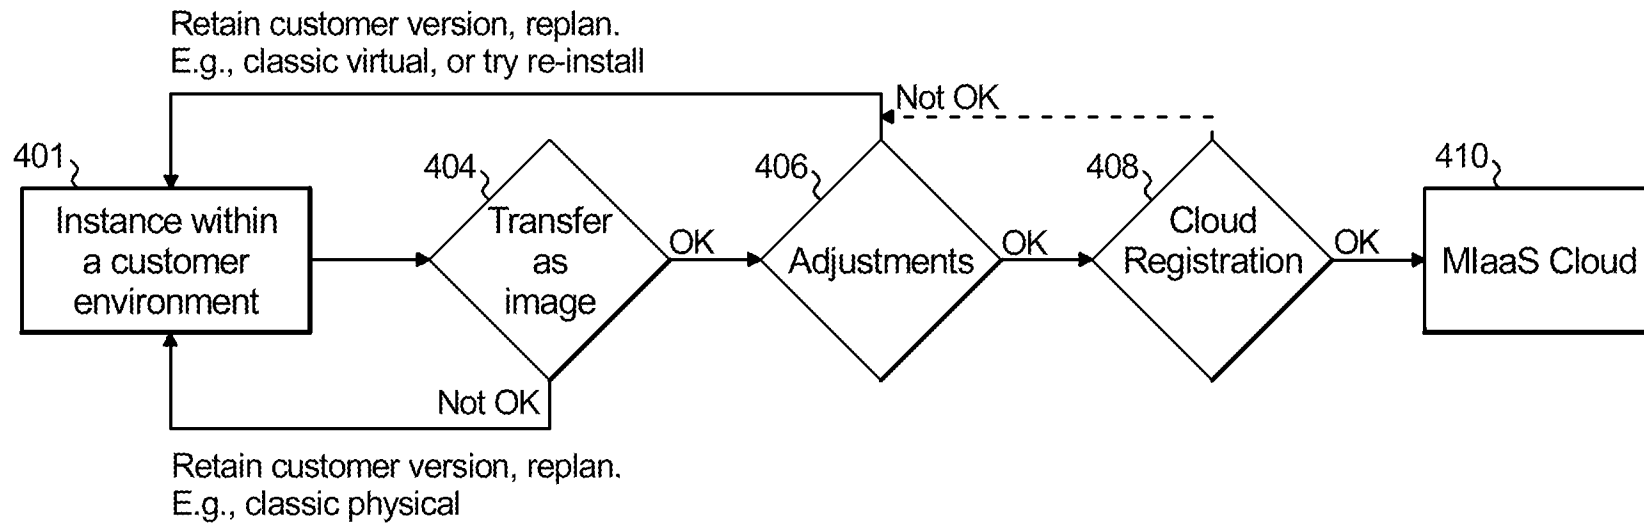 Retain customer version, replan.
E.g., classic virtual, or try re-install
Not OK
401
404
406
408
410
Instance within
a customer
environment
Transfer
as
image
OK
Adjustments
OK
Cloud
Registration
OK
MIaaS Cloud
Not OK
Retain customer version, replan.
E.g., classic physical